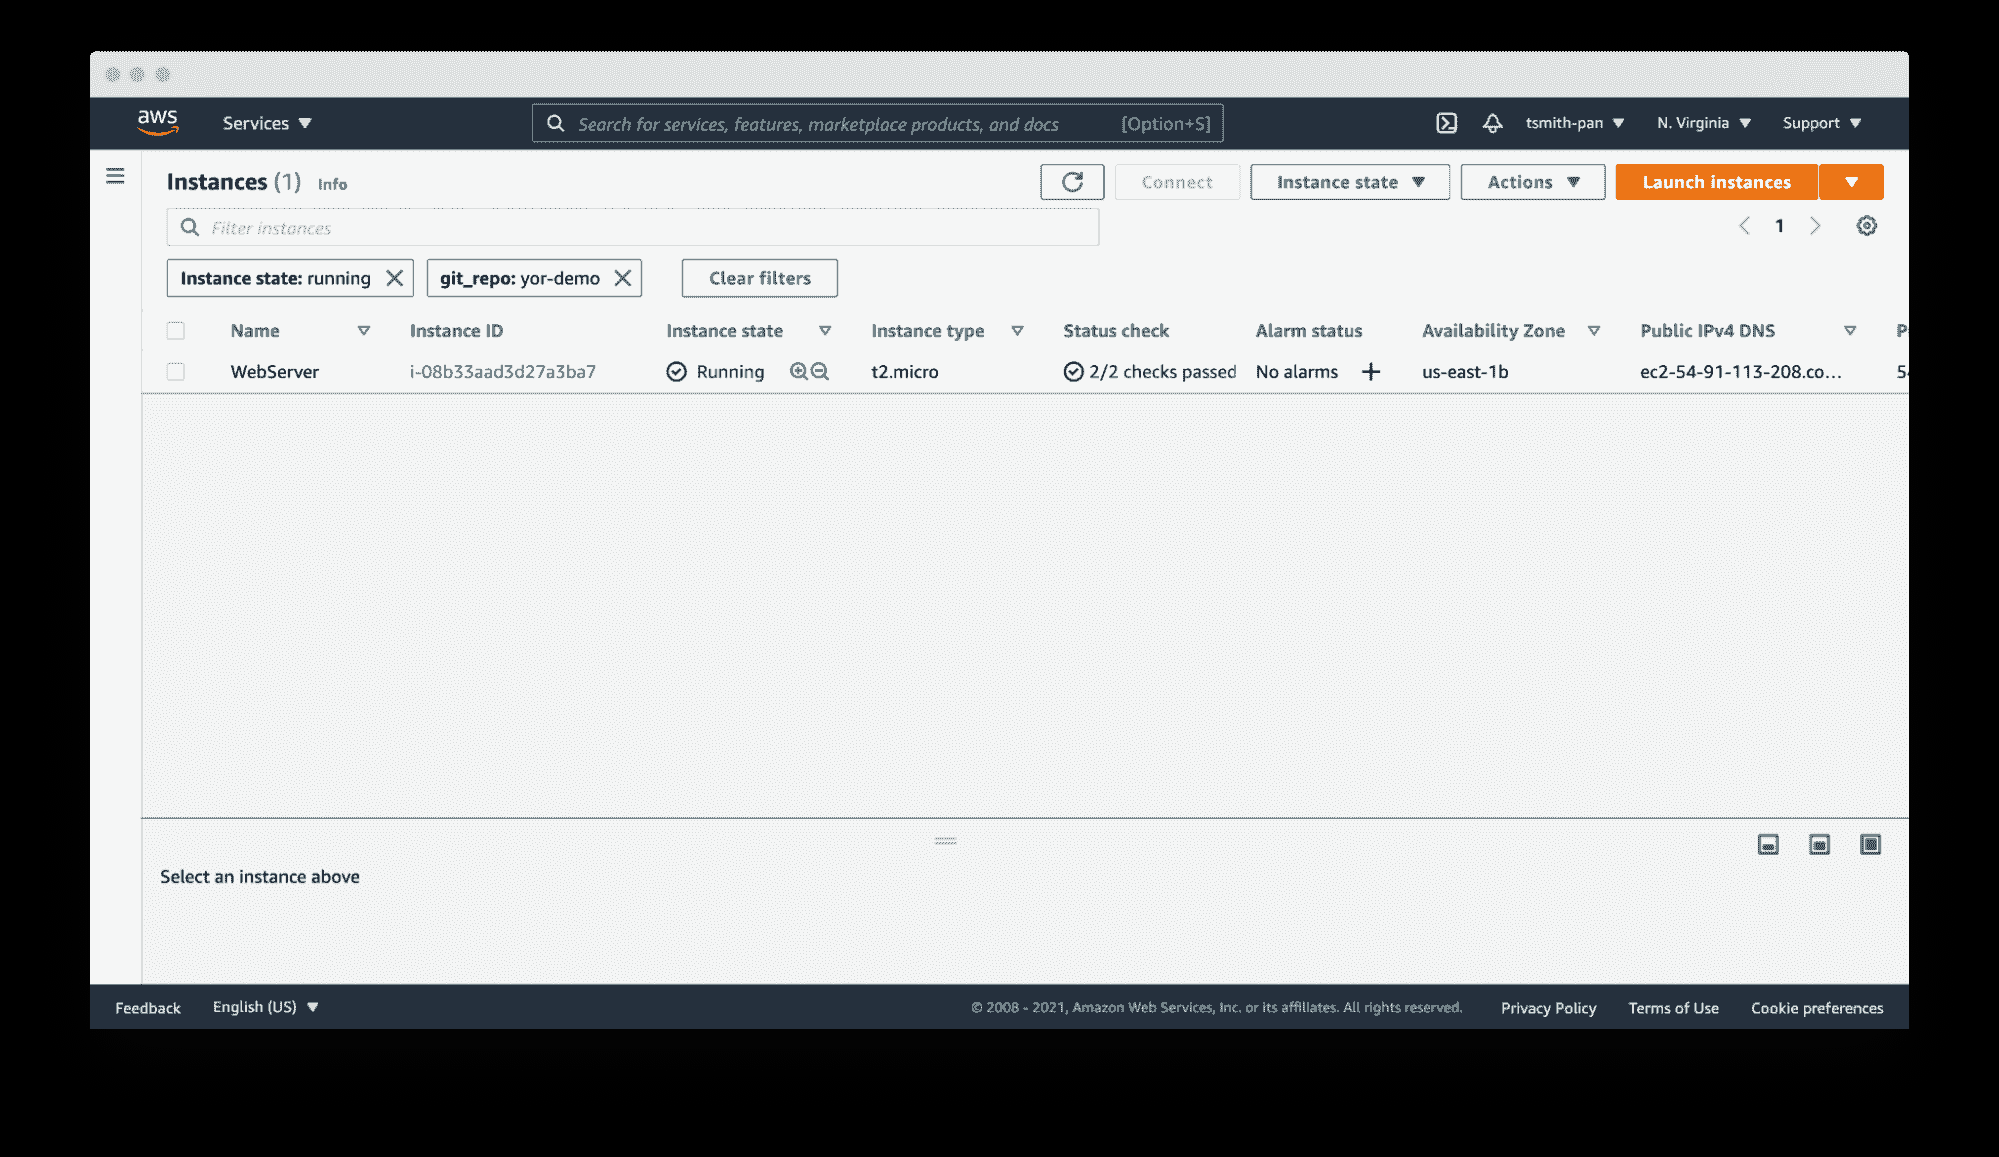 aws Services Search for services, features, marketplace products, and docs [Option+S] tsmith-pan N. Virginia Support
Instances (1) Info Connect Instance state Actions Launch instances
Filter instances 1
Instance state: running git_repo: yor-demo Clear filters
Name Instance ID Instance state Instance type Status check Alarm status Availability Zone Public IPv4 DNS
WebServer i-08b33aad3d27a3ba7 Running t2.micro 2/2 checks passed No alarms us-east-1b ec2-54-91-113-208.co...
Select an instance above
Feedback English (US) © 2008 - 2021, Amazon Web Services, Inc. or its affiliates. All rights reserved. Privacy Policy Terms of Use Cookie preferences